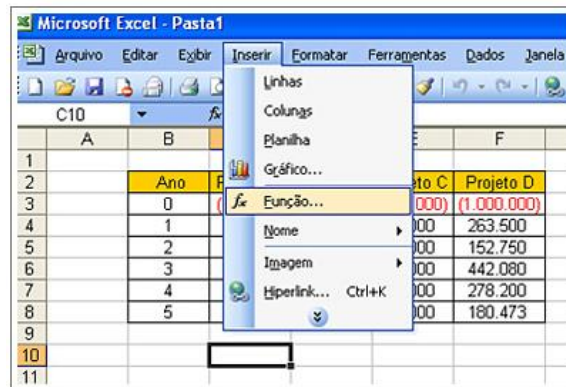 Microsoft Excel - Pasta1
Arquivo Editar Exibir Inserir Formatar Ferramentas Dados Janela
C10 fx
Linhas
Colunas
Planilha
Gráfico...
fx Função...
Nome
Imagem
Hiperlink... Ctrl+K
A B F
1
2 Ano Projeto D
3 0 (1.000.000)
4 1 263.500
5 2 152.750
6 3 442.080
7 4 278.200
8 5 180.473
9
10
11